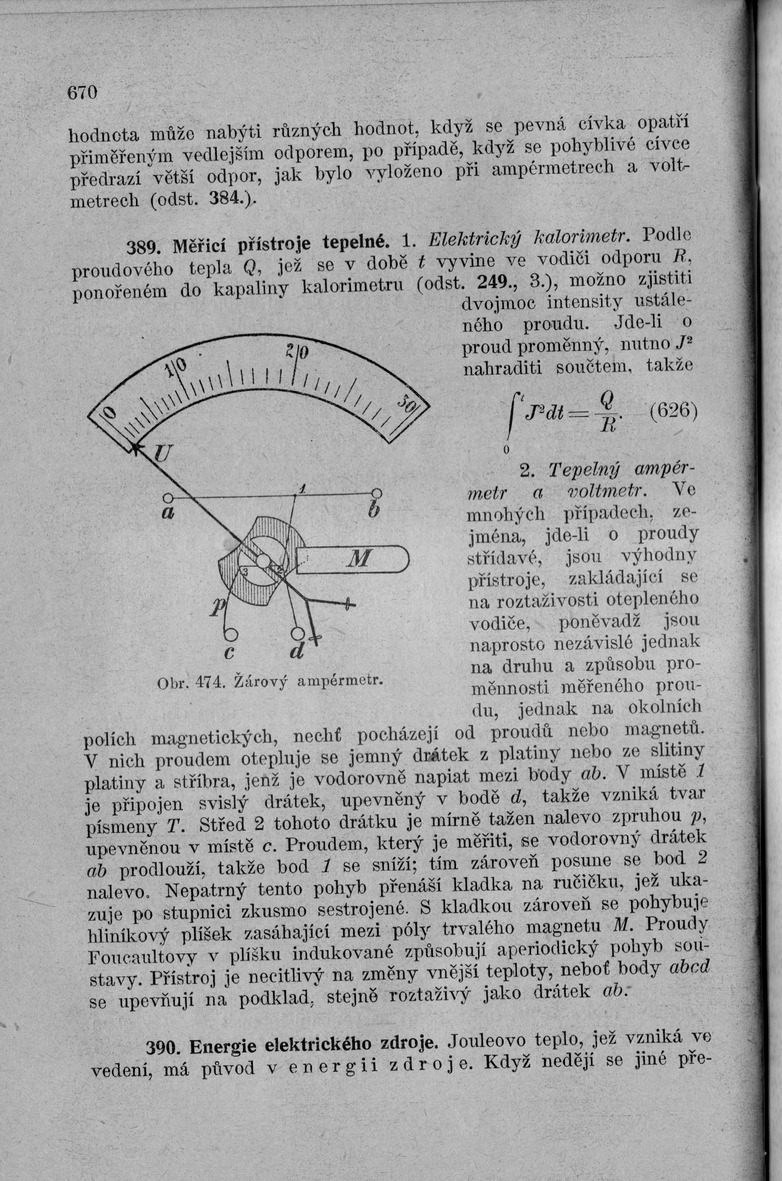 670
hodnota může nabýti různých hodnot, když se pevná cívka opatří
přiměřeným vedlejším odporem, po případě, když se pohyblivé cívce
předrazí větší odpor, jak bylo vyloženo při ampérmetrech a volt-
metrech (odst. 384.).
389. Měřicí přístroje tepelné. 1. Elektrický kalorimetr. Podle
proudového tepla Q, jež se v době t vyvine ve vodiči odporu R,
ponořeném do kapaliny kalorimetru (odst. 249., 3.), možno zjistiti
dvojmoc intensity ustále-
ného proudu. Jde-li o
proud proměnný, nutno J²
nahraditi součtem, takže
∫₀ᵗ J²dt = Q/R. (626)
2. Tepelný ampér-
metr a voltmetr. Ve
mnohých případech, ze-
jména, jde-li o proudy
střídavé, jsou výhodny
přístroje, zakládající se
na roztaživosti otepleného
vodiče, poněvadž jsou
naprosto nezávislé jednak
na druhu a způsobu pro-
měnnosti měřeného prou-
du, jednak na okolních
0 10 20 30
U
1
a b
M
3 2
p
c d
Obr. 474. Žárový ampérmetr.
polích magnetických, nechť pocházejí od proudů nebo magnetů.
V nich proudem otepluje se jemný drátek z platiny nebo ze slitiny
platiny a stříbra, jenž je vodorovně napiat mezi body ab. V místě 1
je připojen svislý drátek, upevněný v bodě d, takže vzniká tvar
písmeny T. Střed 2 tohoto drátku je mírně tažen nalevo zpruhou p,
upevněnou v místě c. Proudem, který je měřiti, se vodorovný drátek
ab prodlouží, takže bod 1 se sníží; tím zároveň posune se bod 2
nalevo. Nepatrný tento pohyb přenáší kladka na ručičku, jež uka-
zuje po stupnici zkusmo sestrojené. S kladkou zároveň se pohybuje
hliníkový plíšek zasáhající mezi póly trvalého magnetu M. Proudy
Foucaultovy v plíšku indukované způsobují aperiodický pohyb sou-
stavy. Přístroj je necitlivý na změny vnější teploty, neboť body abcd
se upevňují na podklad, stejně roztaživý jako drátek ab.
390. Energie elektrického zdroje. Jouleovo teplo, jež vzniká ve
vedení, má původ v energii zdroje. Když nedějí se jiné pře-